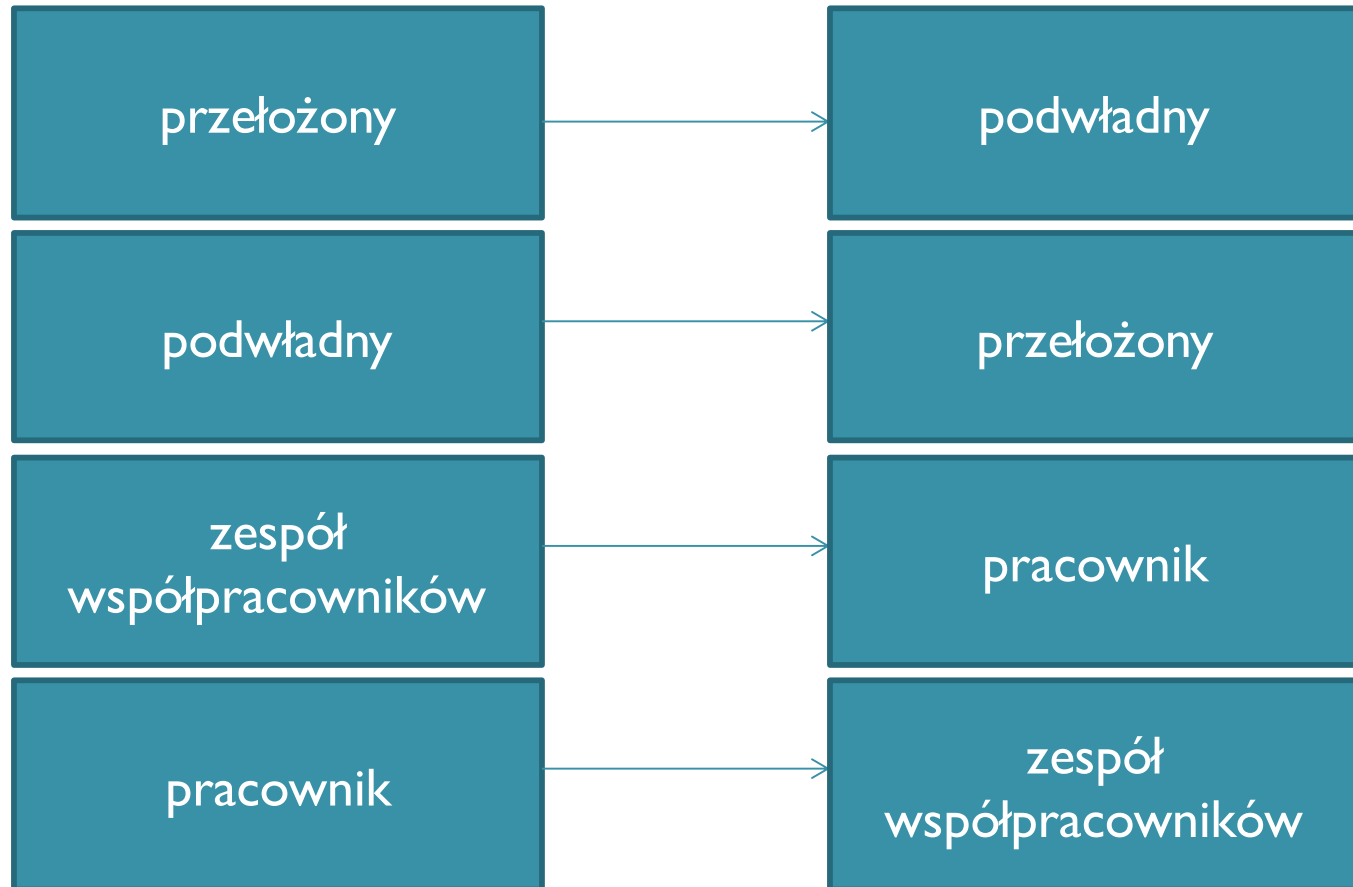 przełożony
podwładny
podwładny
przełożony
zespół
współpracowników
pracownik
pracownik
zespół
współpracowników